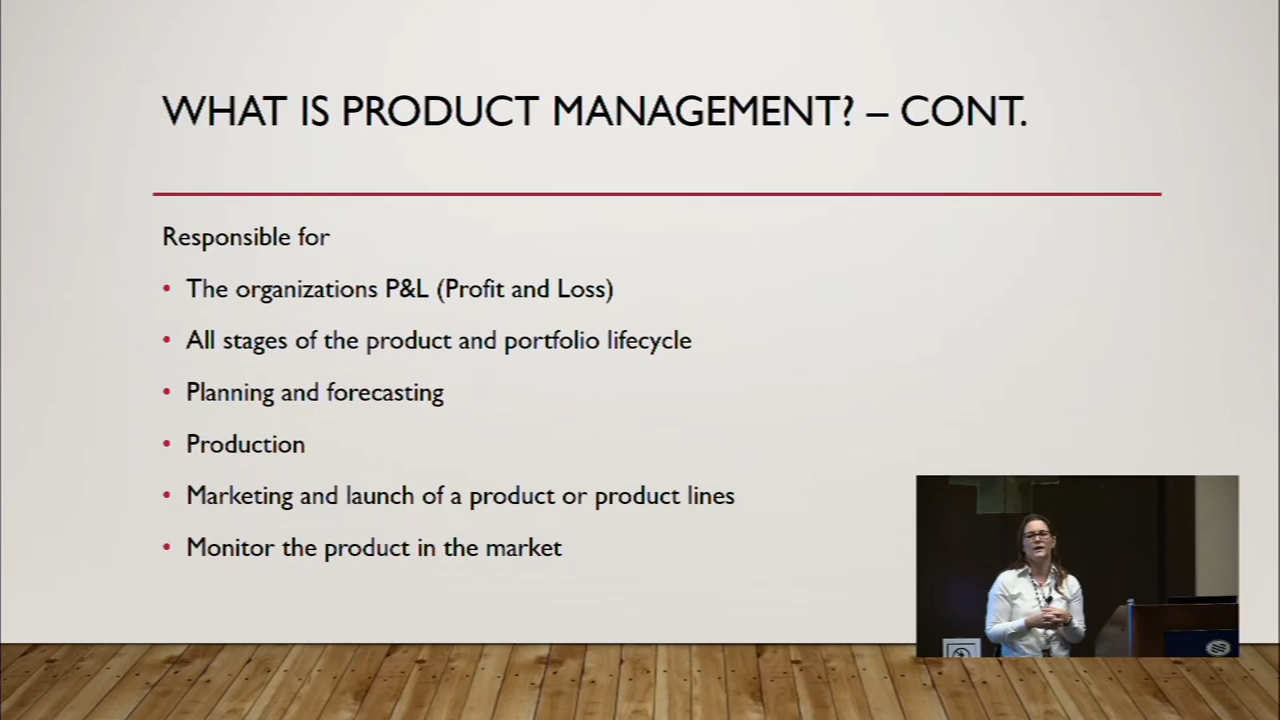 WHAT IS PRODUCT MANAGEMENT? – CONT.
Responsible for
• The organizations P&L (Profit and Loss)
• All stages of the product and portfolio lifecycle
• Planning and forecasting
• Production
• Marketing and launch of a product or product lines
• Monitor the product in the market